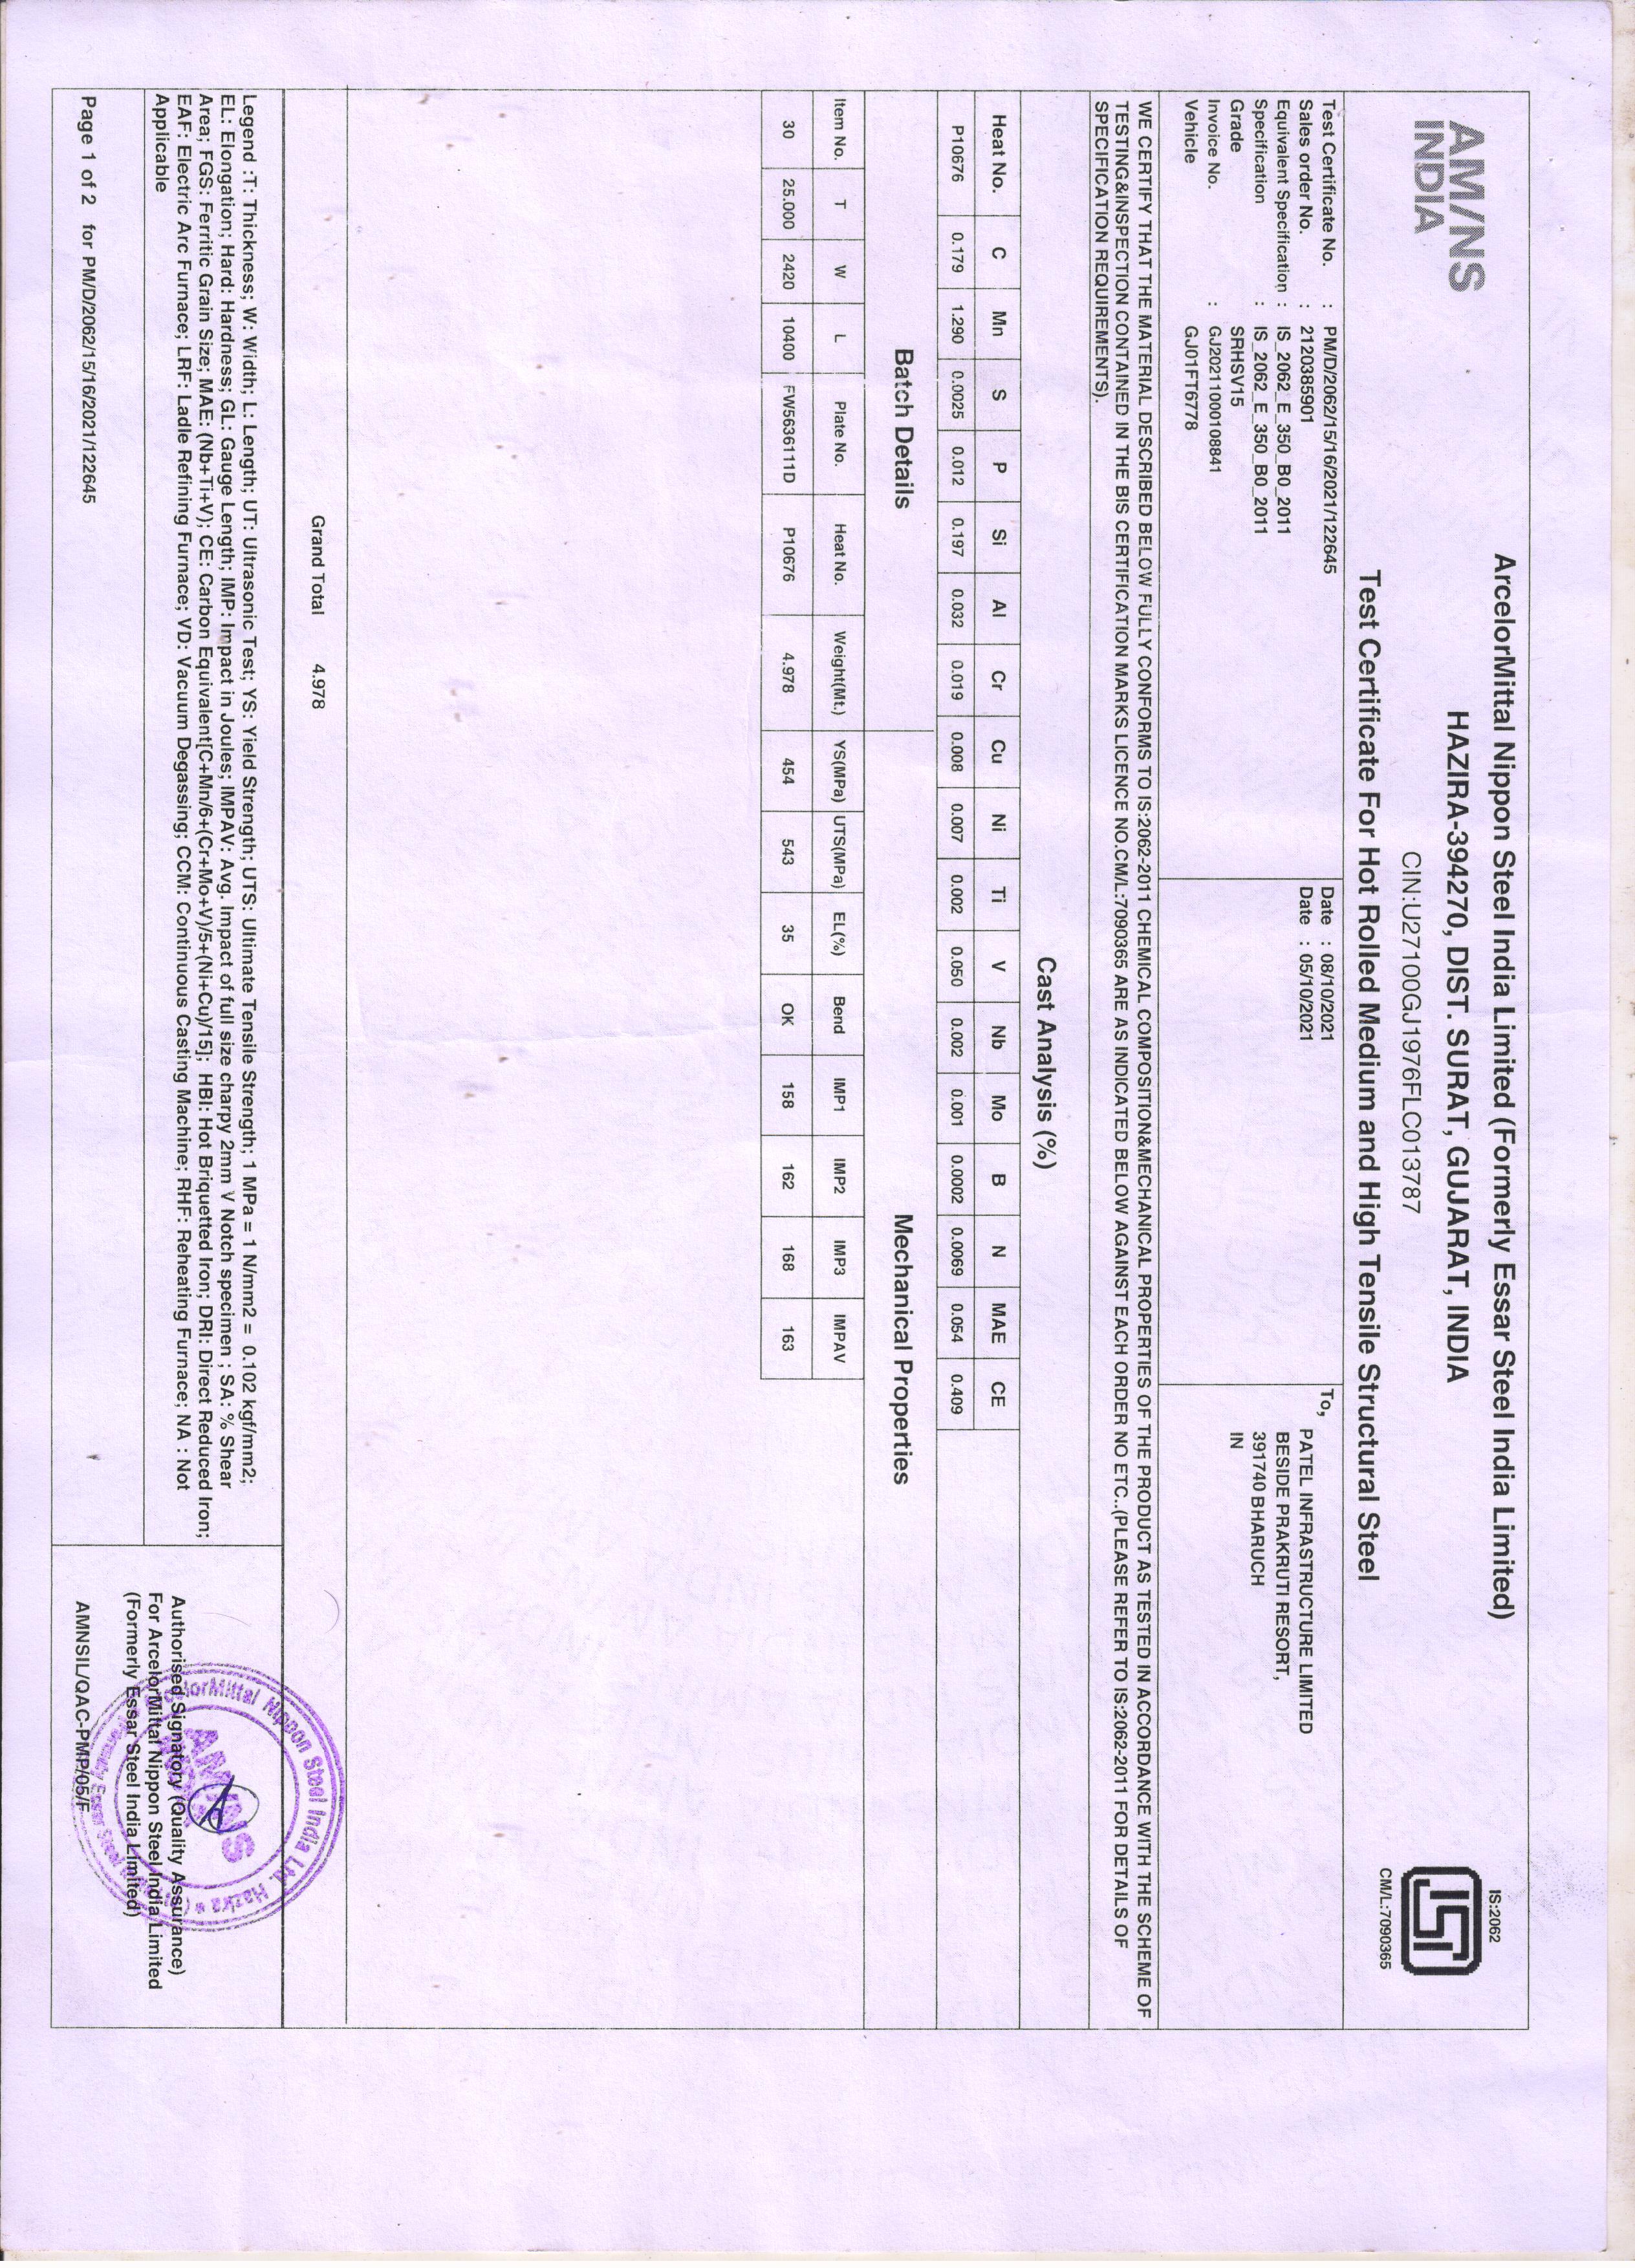 ArcelorMittal Nippon Steel India Limited (Formerly Essar Steel India Limited)
HAZIRA-394270, DIST. SURAT, GUJARAT, INDIA
CIN:U27100GJ1976FLC013787
Test Certificate For Hot Rolled Medium and High Tensile Structural Steel
AM/NS
INDIA
IS:2062
CM/L:7090365
Test Certificate No. : PM/D/2062/15/16/2021/122645 Date : 08/10/2021
Sales order No. : 2120385901 Date : 05/10/2021
Equivalent Specification : IS_2062_E_350_B0_2011
Specification : IS_2062_E_350_B0_2011
Grade SRHSV15
Invoice No. : GJ20211000108841
Vehicle GJ01FT6778
To,
PATEL INFRASTRUCTURE LIMITED
BESIDE PRAKRUTI RESORT,
391740 BHARUCH
IN
WE CERTIFY THAT THE MATERIAL DESCRIBED BELOW FULLY CONFORMS TO IS:2062-2011 CHEMICAL COMPOSITION&MECHANICAL PROPERTIES OF THE PRODUCT AS TESTED IN ACCORDANCE WITH THE SCHEME OF
TESTING&INSPECTION CONTAINED IN THE BIS CERTIFICATION MARKS LICENCE NO.CM/L:7090365 ARE AS INDICATED BELOW AGAINST EACH ORDER NO ETC..(PLEASE REFER TO IS:2062-2011 FOR DETAILS OF
SPECIFICATION REQUIREMENTS).
Cast Analysis (%)
Heat No. C Mn S P Si Al Cr Cu Ni Ti V Nb Mo B N MAE CE
P10676 0.179 1.290 0.0025 0.012 0.197 0.032 0.019 0.008 0.007 0.002 0.050 0.002 0.001 0.0002 0.0069 0.054 0.409
Batch Details Mechanical Properties
Item No. T W L Plate No. Heat No. Weight(Mt.) YS(MPa) UTS(MPa) EL(%) Bend IMP1 IMP2 IMP3 IMPAV
30 25.000 2420 10400 FW5636111D P10676 4.978 454 543 35 OK 158 162 168 163
Grand Total 4.978
Legend :T: Thickness; W: Width; L: Length; UT: Ultrasonic Test; YS: Yield Strength; UTS: Ultimate Tensile Strength; 1 MPa = 1 N/mm2 = 0.102 kgf/mm2;
EL: Elongation; Hard: Hardness; GL: Gauge Length; IMP: Impact in Joules; IMPAV: Avg. Impact of full size charpy 2mm V Notch specimen ; SA: % Shear
Area; FGS: Ferritic Grain Size; MAE: (Nb+Ti+V); CE: Carbon Equivalent[C+Mn/6+(Cr+Mo+V)/5+(Ni+Cu)/15]; HBI: Hot Briquetted Iron; DRI: Direct Reduced Iron;
EAF: Electric Arc Furnace; LRF: Ladle Refining Furnace; VD: Vacuum Degassing; CCM: Continuous Casting Machine; RHF: Reheating Furnace; NA : Not
Applicable
Authorised Signatory (Quality Assurance)
For ArcelorMittal Nippon Steel India Limited
(Formerly Essar Steel India Limited)
Page 1 of 2 for PM/D/2062/15/16/2021/122645
AMNSIL/QAC-PMP/05/F